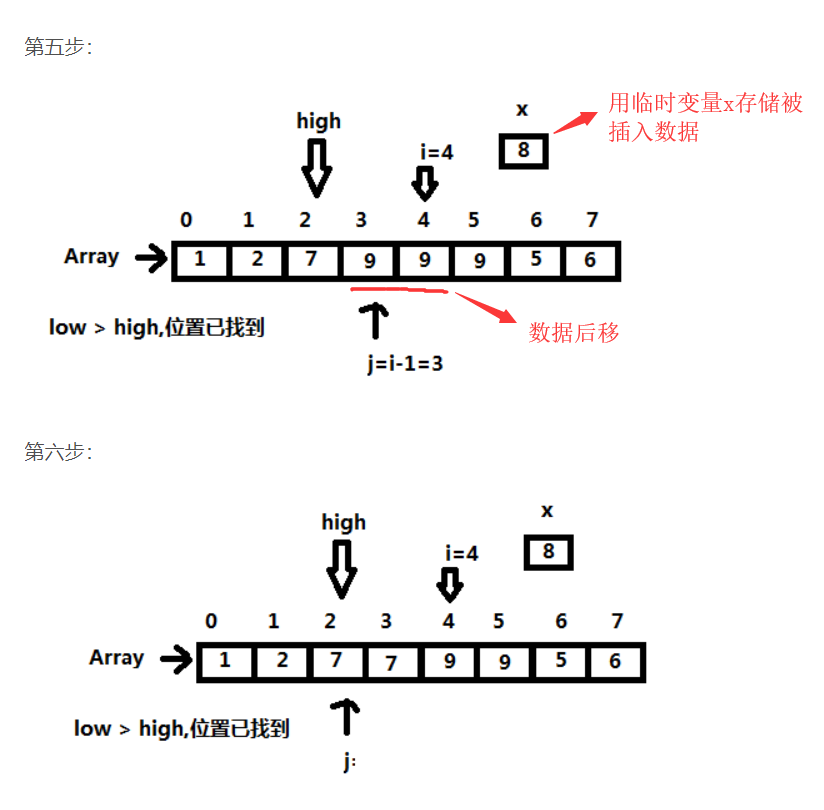 第五步：
x
用临时变量x存储被
插入数据
high
i=4
8
0 1 2 3 4 5 6 7
Array 1 2 7 9 9 9 5 6
low > high,位置已找到
数据后移
j=i-1=3
第六步：
x
high
i=4
8
0 1 2 3 4 5 6 7
Array 1 2 7 7 9 9 5 6
low > high,位置已找到
j=